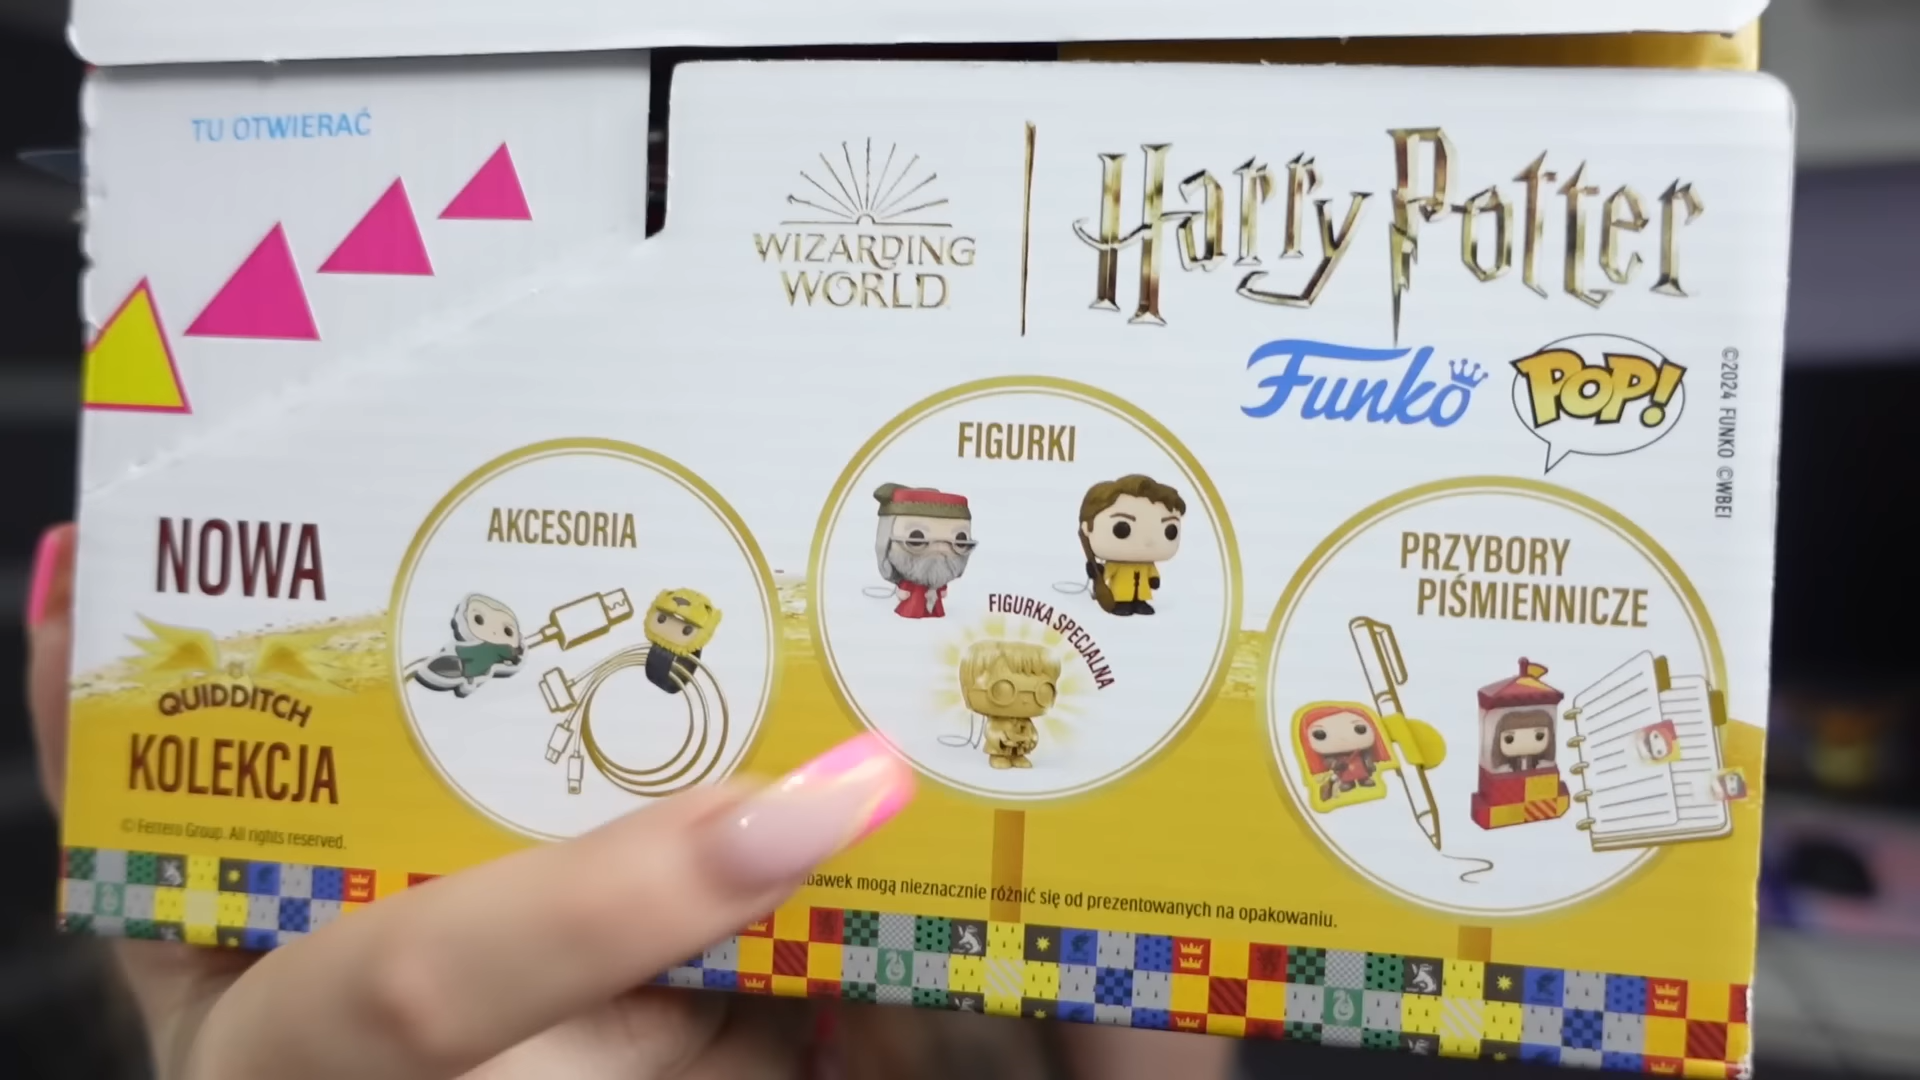 TU OTWIERAĆ
WIZARDING
WORLD
Harry Potter
Funko
POP!
©2024 FUNKO ©WBEI
NOWA
QUIDDITCH
KOLEKCJA
© Ferrero Group. All rights reserved.
AKCESORIA
FIGURKI
FIGURKA SPECJALNA
PRZYBORY
PIŚMIENNICZE
mogą nieznacznie różnić się od prezentowanych na opakowaniu.